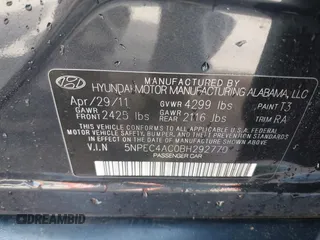 HYUNDAI MOTOR MANUFACTURING ALABAMA, LLC
Apr/29/11 GVWR 4299 lbs PAINT T3
GAWR FRONT 2425 lbs GAWR REAR 2116 lbs TRIM RA
THIS VEHICLE CONFORMS TO ALL APPLICABLE U.S. FEDERAL
MOTOR VEHICLE SAFETY, BUMPER, AND THEFT PREVENTION STANDARDS
IN EFFECT ON THE DATE OF MANUFACTURE SHOWN ABOVE.
V.I.N 5NPEC4AC0BH292770
PASSENGER CAR
DREAMBID